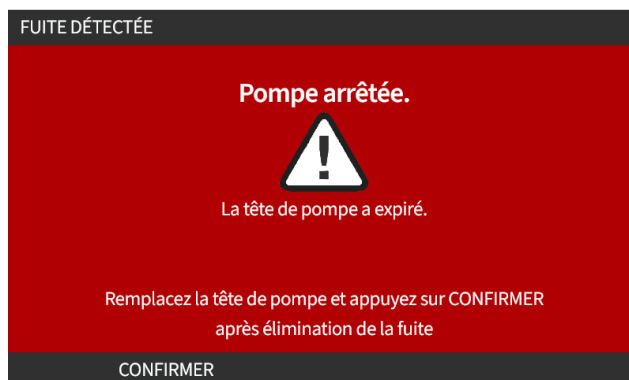 FUITE DÉTECTÉE
Pompe arrêtée.
!
La tête de pompe a expiré.
Remplacez la tête de pompe et appuyez sur CONFIRMER
après élimination de la fuite
CONFIRMER